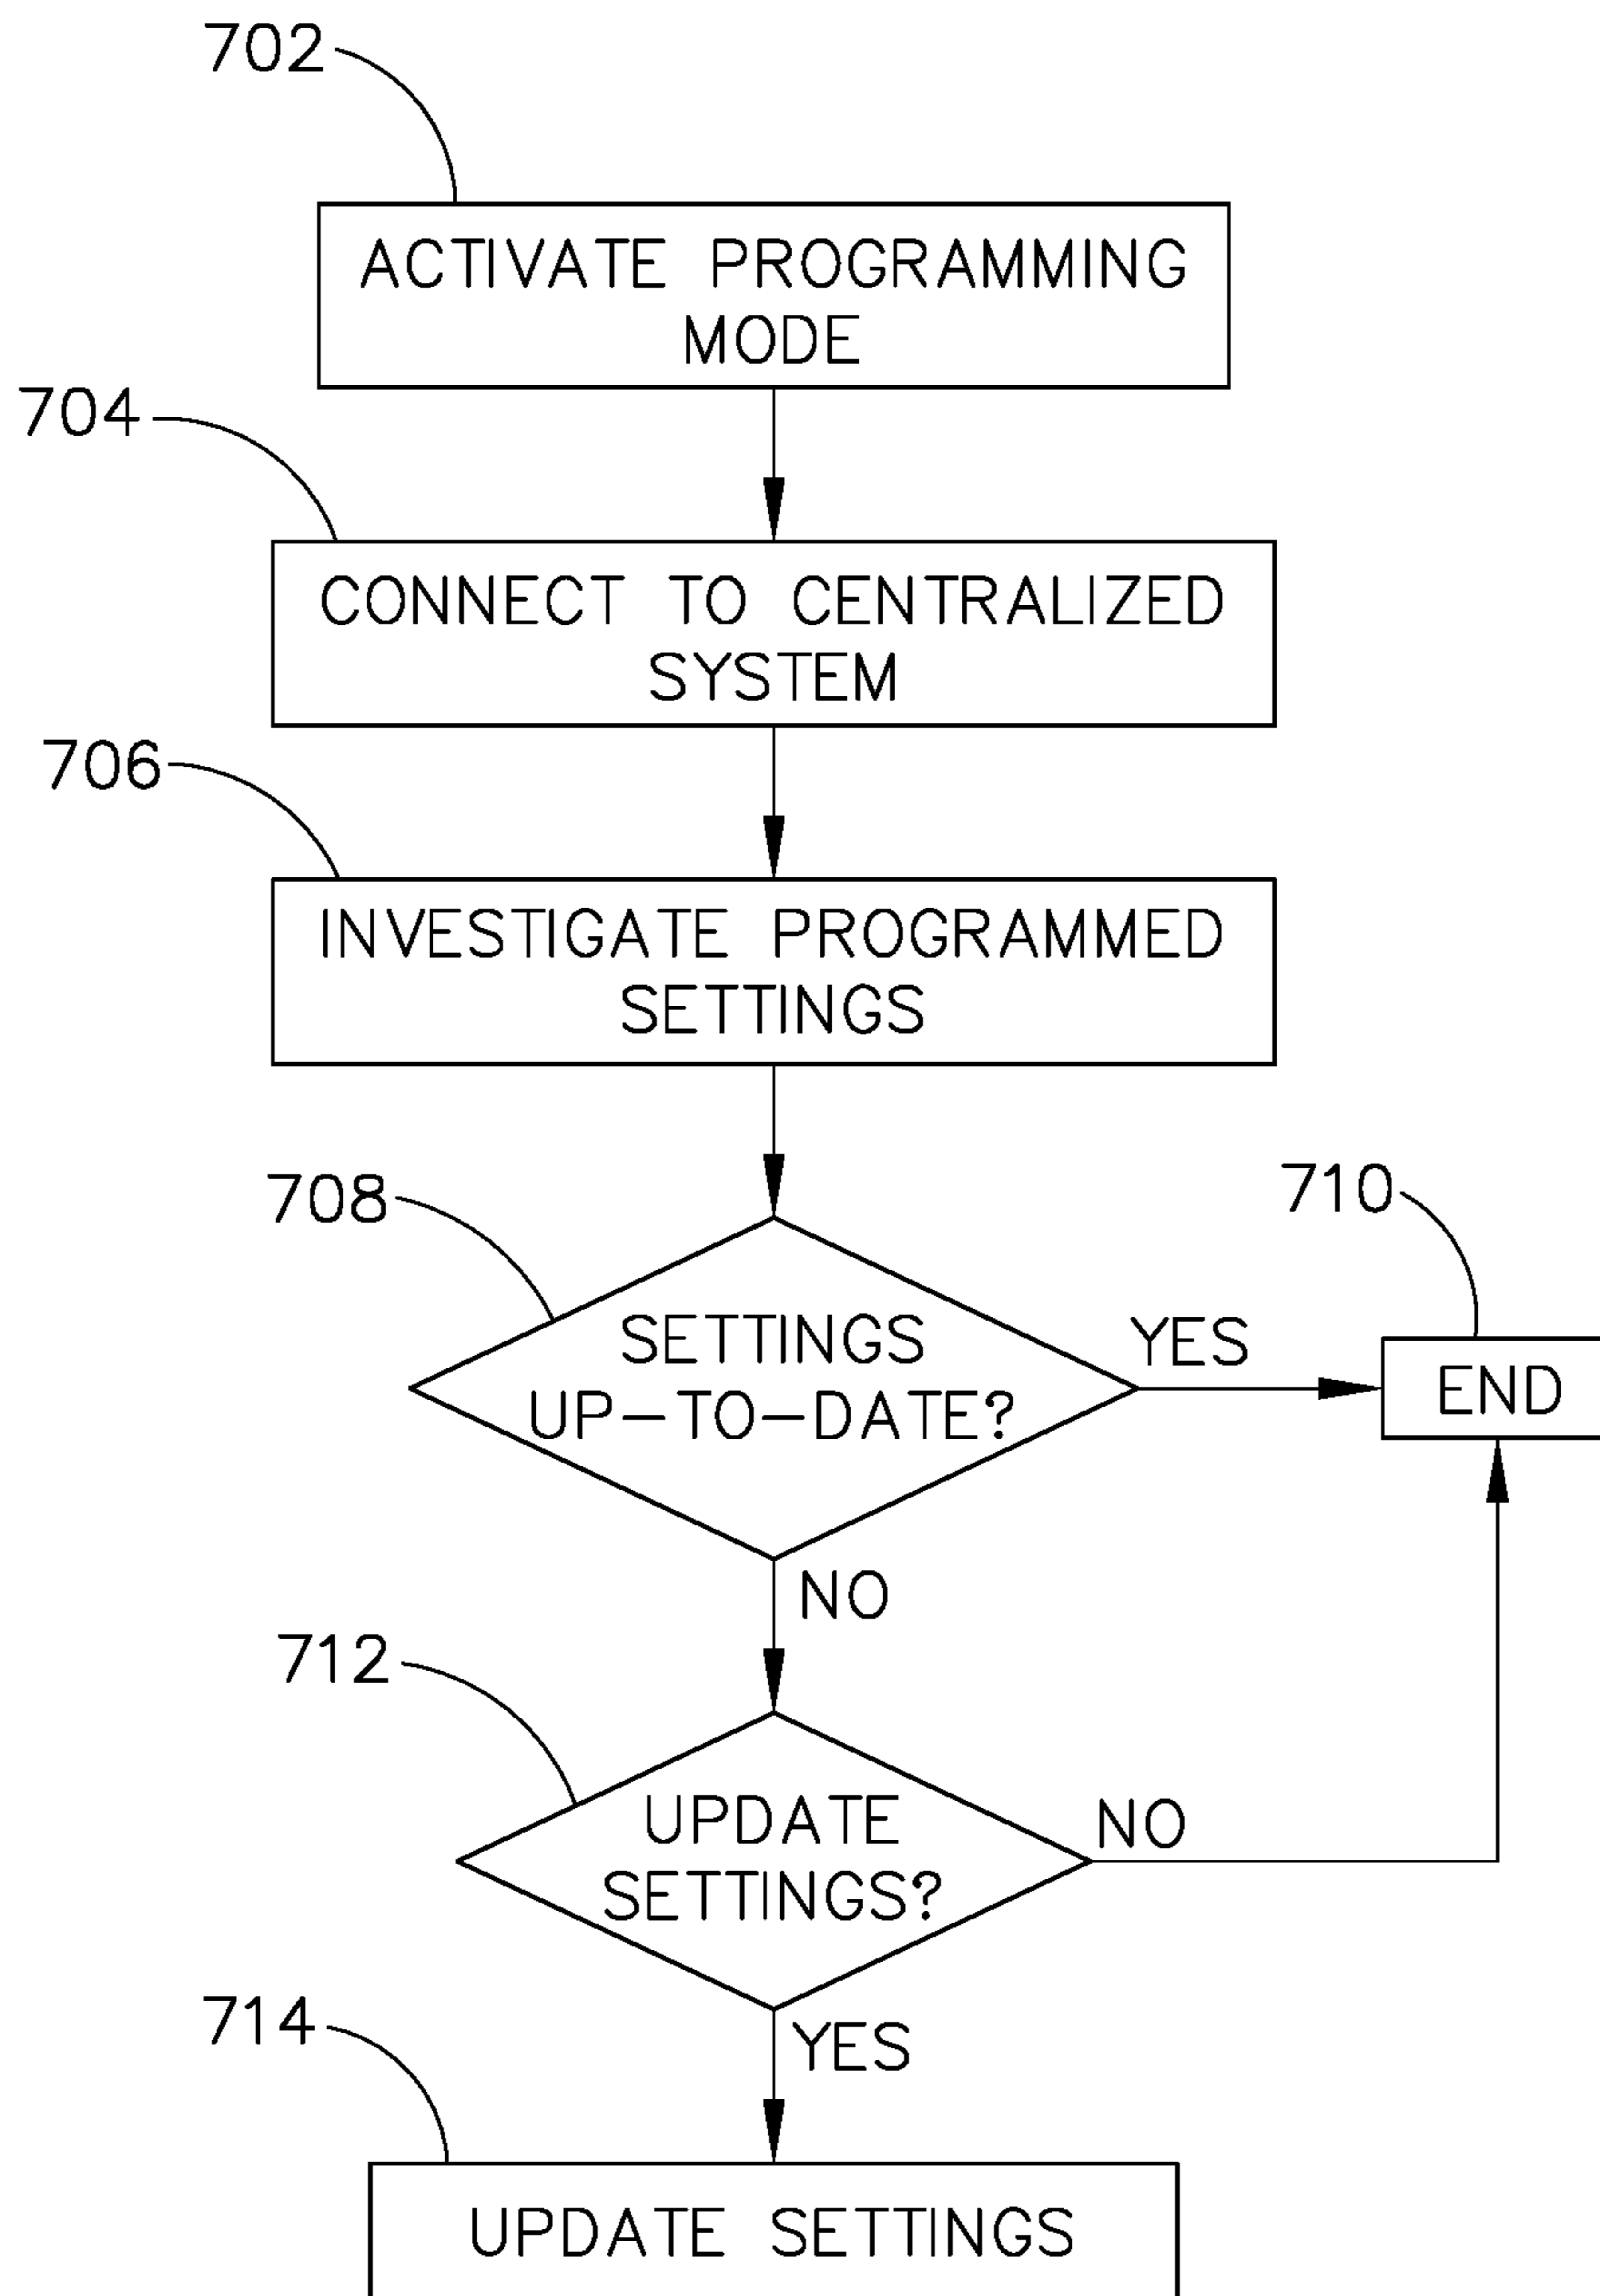 702
ACTIVATE PROGRAMMING
MODE
704
CONNECT TO CENTRALIZED
SYSTEM
706
INVESTIGATE PROGRAMMED
SETTINGS
708
710
SETTINGS
UP-TO-DATE?
YES
END
NO
712
UPDATE
SETTINGS?
NO
714
YES
UPDATE SETTINGS